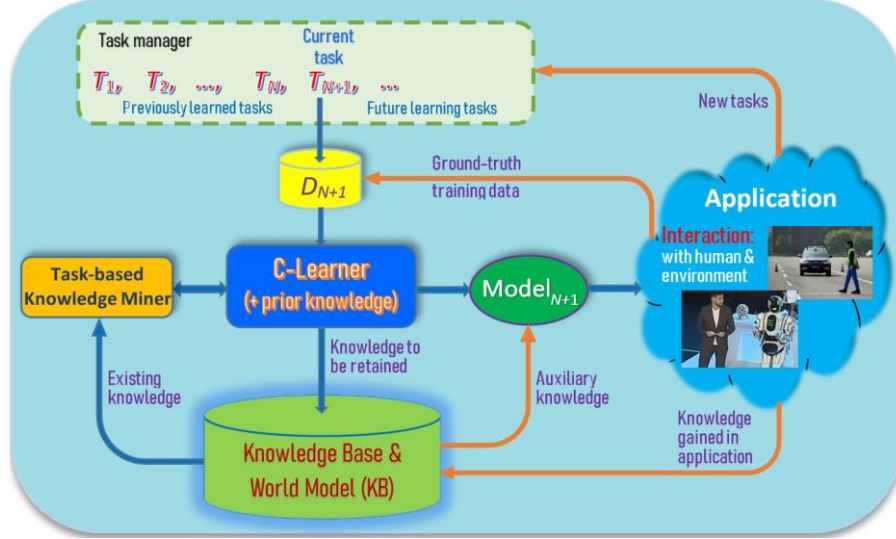 Task manager
Current
task
T1, T2, ..., TN, TN+1, ...
Previously learned tasks
Future learning tasks
New tasks
DN+1
Ground-truth
training data
Application
Interaction:
with human &
environment
Task-based
Knowledge Miner
C-Learner
(+ prior knowledge)
ModelN+1
Existing
knowledge
Knowledge to
be retained
Auxiliary
knowledge
Knowledge
gained in
application
Knowledge Base &
World Model (KB)